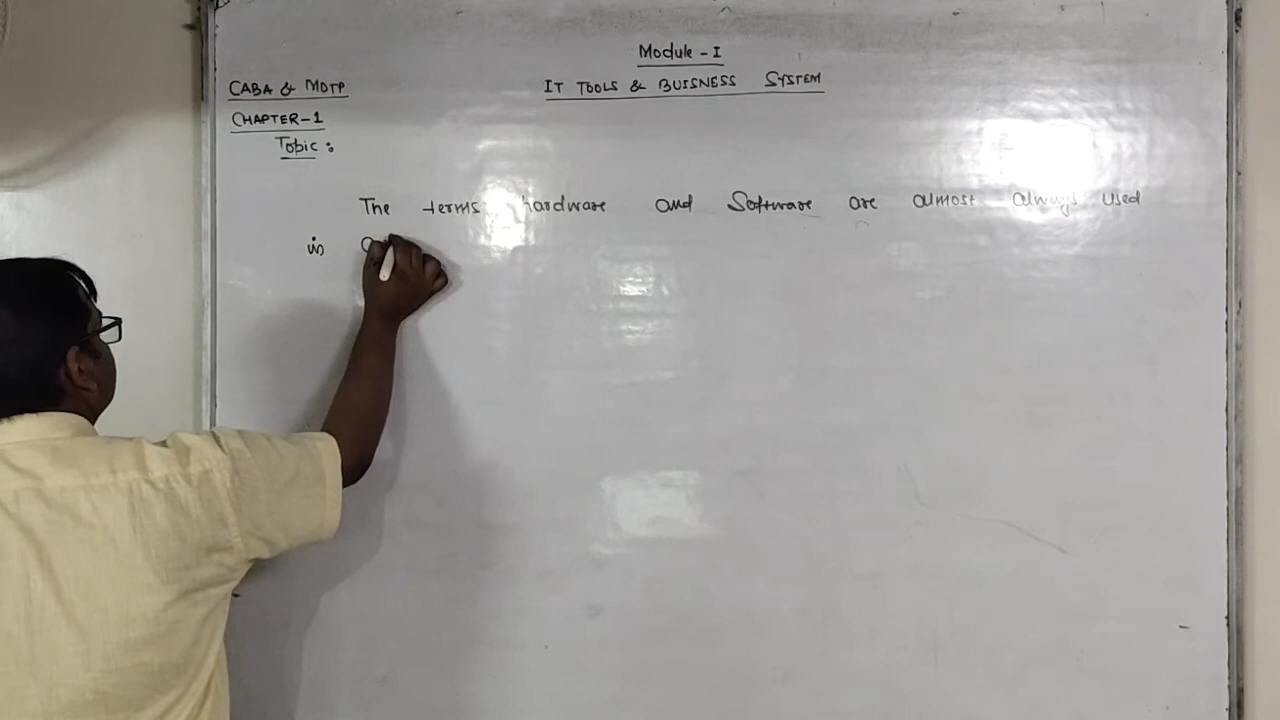 Module - I
CABA & MDTP
IT TOOLS & BUISNESS SYSTEM
CHAPTER-1
Topic :
The terms hardware and Software are almost always used
in